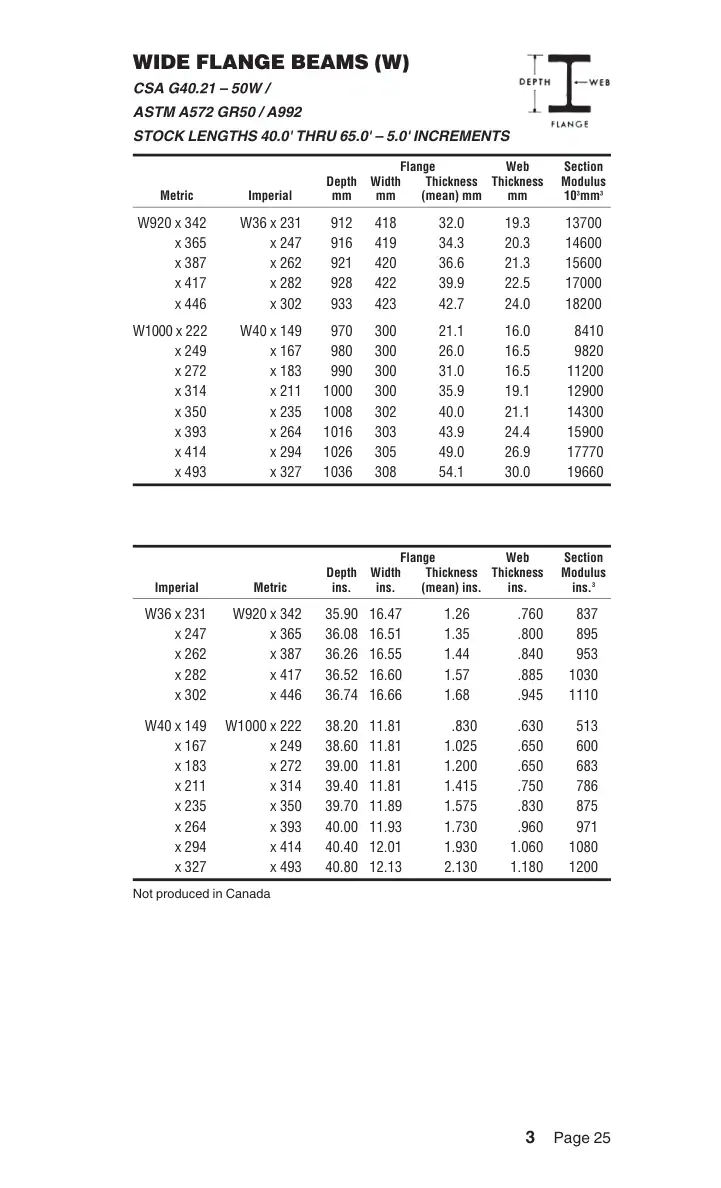 WIDE FLANGE BEAMS (W)
CSA G40.21 – 50W /
ASTM A572 GR50 / A992
STOCK LENGTHS 40.0' THRU 65.0' – 5.0' INCREMENTS
DEPTH WEB
FLANGE
Flange Web Section
Depth Width Thickness Thickness Modulus
Metric Imperial mm mm (mean) mm mm 10³mm³
W920 x 342 W36 x 231 912 418 32.0 19.3 13700
x 365 x 247 916 419 34.3 20.3 14600
x 387 x 262 921 420 36.6 21.3 15600
x 417 x 282 928 422 39.9 22.5 17000
x 446 x 302 933 423 42.7 24.0 18200
W1000 x 222 W40 x 149 970 300 21.1 16.0 8410
x 249 x 167 980 300 26.0 16.5 9820
x 272 x 183 990 300 31.0 16.5 11200
x 314 x 211 1000 300 35.9 19.1 12900
x 350 x 235 1008 302 40.0 21.1 14300
x 393 x 264 1016 303 43.9 24.4 15900
x 414 x 294 1026 305 49.0 26.9 17770
x 493 x 327 1036 308 54.1 30.0 19660
Flange Web Section
Depth Width Thickness Thickness Modulus
Imperial Metric ins. ins. (mean) ins. ins. ins.³
W36 x 231 W920 x 342 35.90 16.47 1.26 .760 837
x 247 x 365 36.08 16.51 1.35 .800 895
x 262 x 387 36.26 16.55 1.44 .840 953
x 282 x 417 36.52 16.60 1.57 .885 1030
x 302 x 446 36.74 16.66 1.68 .945 1110
W40 x 149 W1000 x 222 38.20 11.81 .830 .630 513
x 167 x 249 38.60 11.81 1.025 .650 600
x 183 x 272 39.00 11.81 1.200 .650 683
x 211 x 314 39.40 11.81 1.415 .750 786
x 235 x 350 39.70 11.89 1.575 .830 875
x 264 x 393 40.00 11.93 1.730 .960 971
x 294 x 414 40.40 12.01 1.930 1.060 1080
x 327 x 493 40.80 12.13 2.130 1.180 1200
Not produced in Canada
3 Page 25